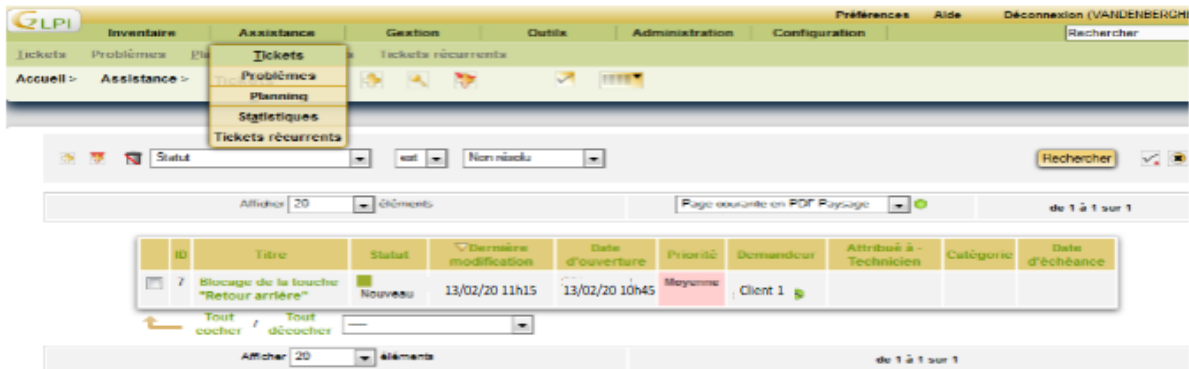 GLPI
Préférences Aide Déconnexion (VANDENBERGH
Inventaire Assistance Gestion Outils Administration Configuration Rechercher
Tickets Problèmes Tickets récurrents
Tickets
Problèmes
Planning
Statistiques
Tickets récurrents
Accueil > Assistance >
Statut est Non résolu Rechercher
Afficher 20 éléments Page courante en PDF Paysage de 1 à 1 sur 1
ID Titre Statut Dernière modification Date d'ouverture Priorité Demandeur Attribué à - Technicien Catégorie Date d'échéance
7 Blocage de la touche "Retour arrière" Nouveau 13/02/20 11h15 13/02/20 10h45 Moyenne Client 1
Tout cocher / Tout décocher -----
Afficher 20 éléments de 1 à 1 sur 1